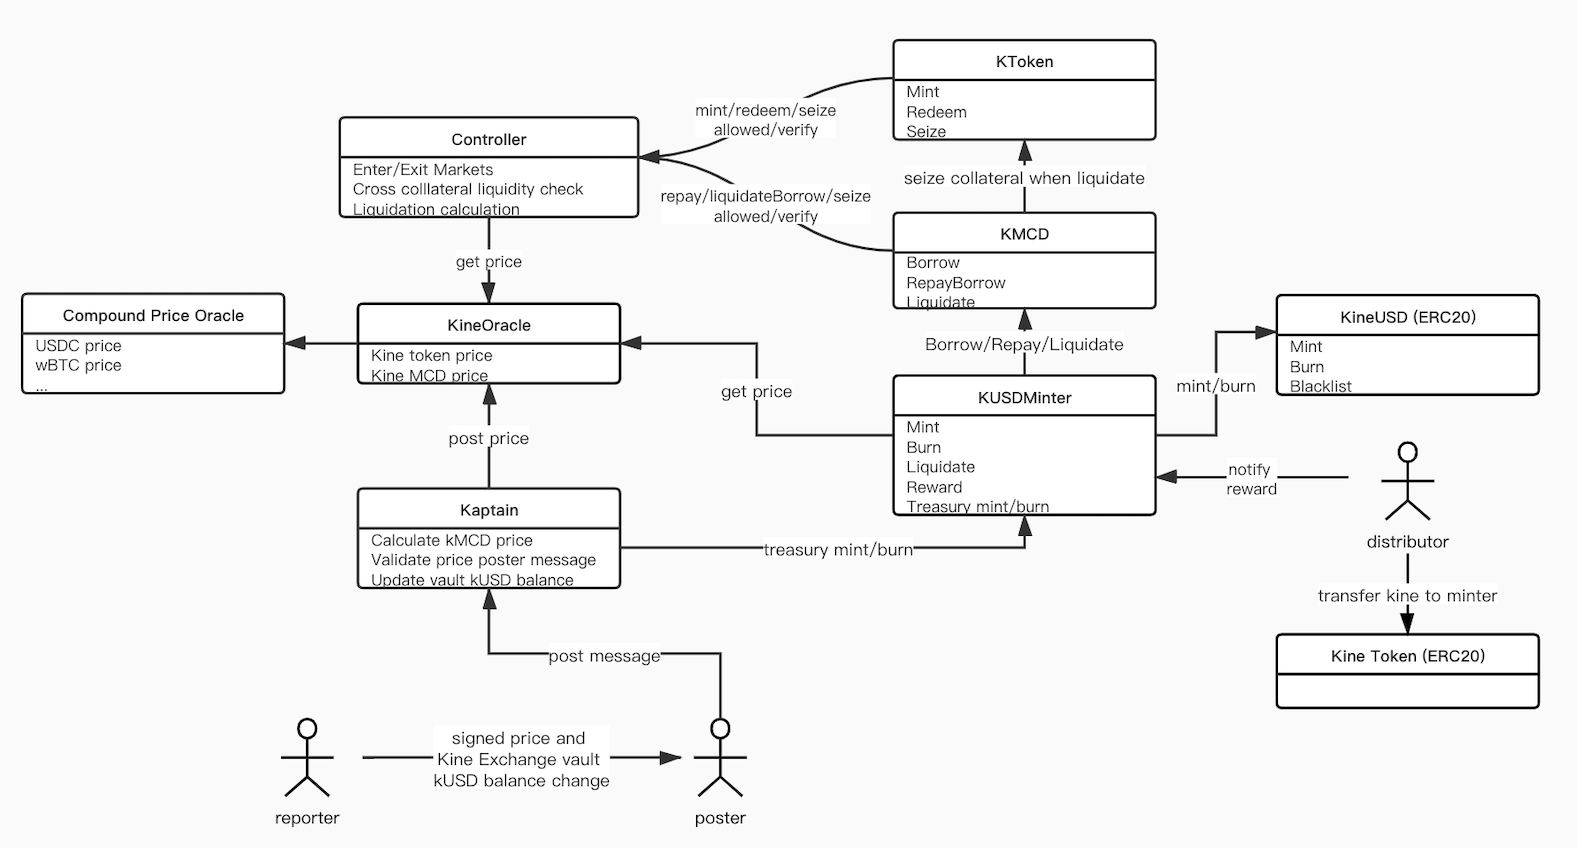 KToken
Mint
Redeem
Seize
mint/redeem/seize
allowed/verify
Controller
Enter/Exit Markets
Cross colllateral liquidity check
Liquidation calculation
seize collateral when liquidate
repay/liquidateBorrow/seize
allowed/verify
KMCD
Borrow
RepayBorrow
Liquidate
get price
Compound Price Oracle
USDC price
wBTC price
...
KineOracle
Kine token price
Kine MCD price
Borrow/Repay/Liquidate
KineUSD (ERC20)
Mint
Burn
Blacklist
get price
mint/burn
KUSDMinter
Mint
Burn
Liquidate
Reward
Treasury mint/burn
post price
notify
reward
distributor
Kaptain
Calculate kMCD price
Validate price poster message
Update vault kUSD balance
treasury mint/burn
transfer kine to minter
Kine Token (ERC20)
post message
signed price and
Kine Exchange vault
kUSD balance change
reporter
poster